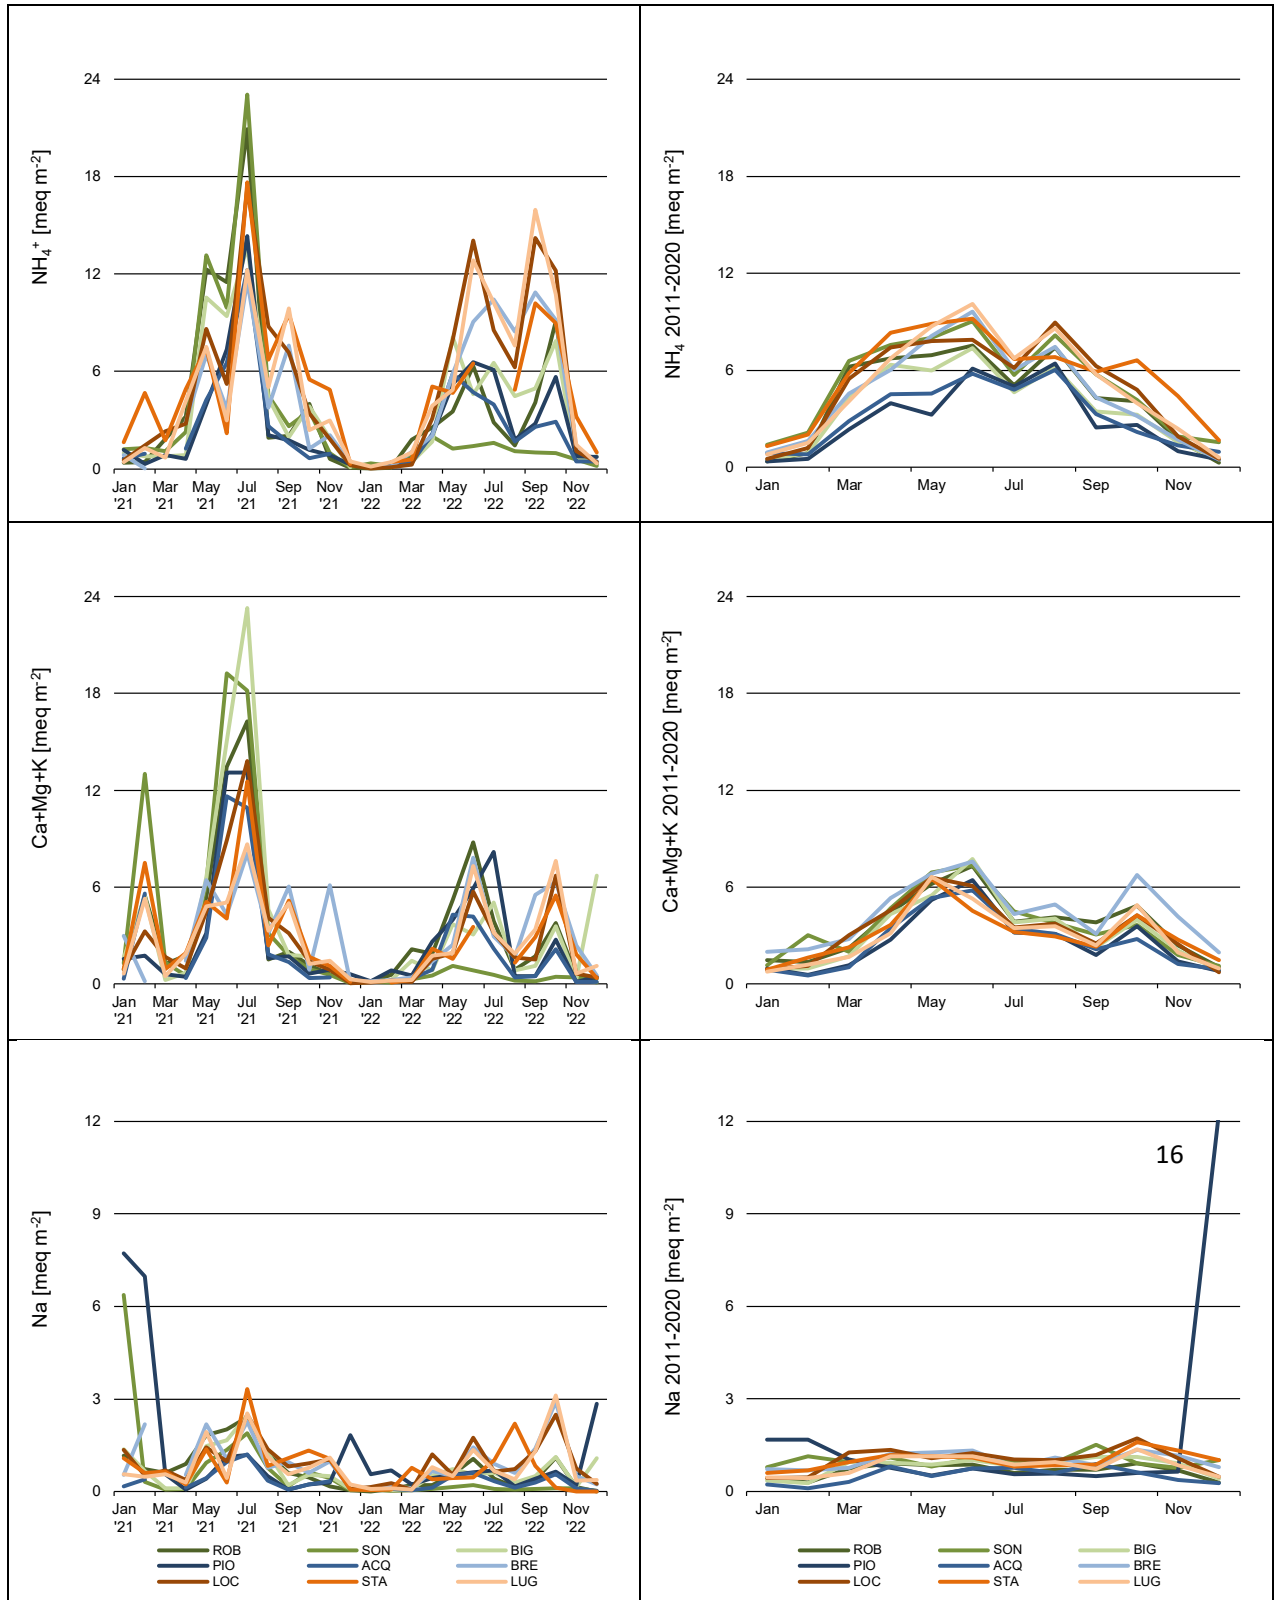 24
18
12
6
0
NH₄⁺ [meq m⁻²]
Jan Mar May Jul Sep Nov Jan Mar May Jul Sep Nov
'21 '21 '21 '21 '21 '21 '22 '22 '22 '22 '22 '22
24
18
12
6
0
NH₄ 2011-2020 [meq m⁻²]
Jan Mar May Jul Sep Nov
24
18
12
6
0
Ca+Mg+K [meq m⁻²]
Jan Mar May Jul Sep Nov Jan Mar May Jul Sep Nov
'21 '21 '21 '21 '21 '21 '22 '22 '22 '22 '22 '22
24
18
12
6
0
Ca+Mg+K 2011-2020 [meq m⁻²]
Jan Mar May Jul Sep Nov
12
9
6
3
0
Na [meq m⁻²]
Jan Mar May Jul Sep Nov Jan Mar May Jul Sep Nov
'21 '21 '21 '21 '21 '21 '22 '22 '22 '22 '22 '22
ROB SON BIG
PIO ACQ BRE
LOC STA LUG
12
16
9
6
3
0
Na 2011-2020 [meq m⁻²]
Jan Mar May Jul Sep Nov
ROB SON BIG
PIO ACQ BRE
LOC STA LUG